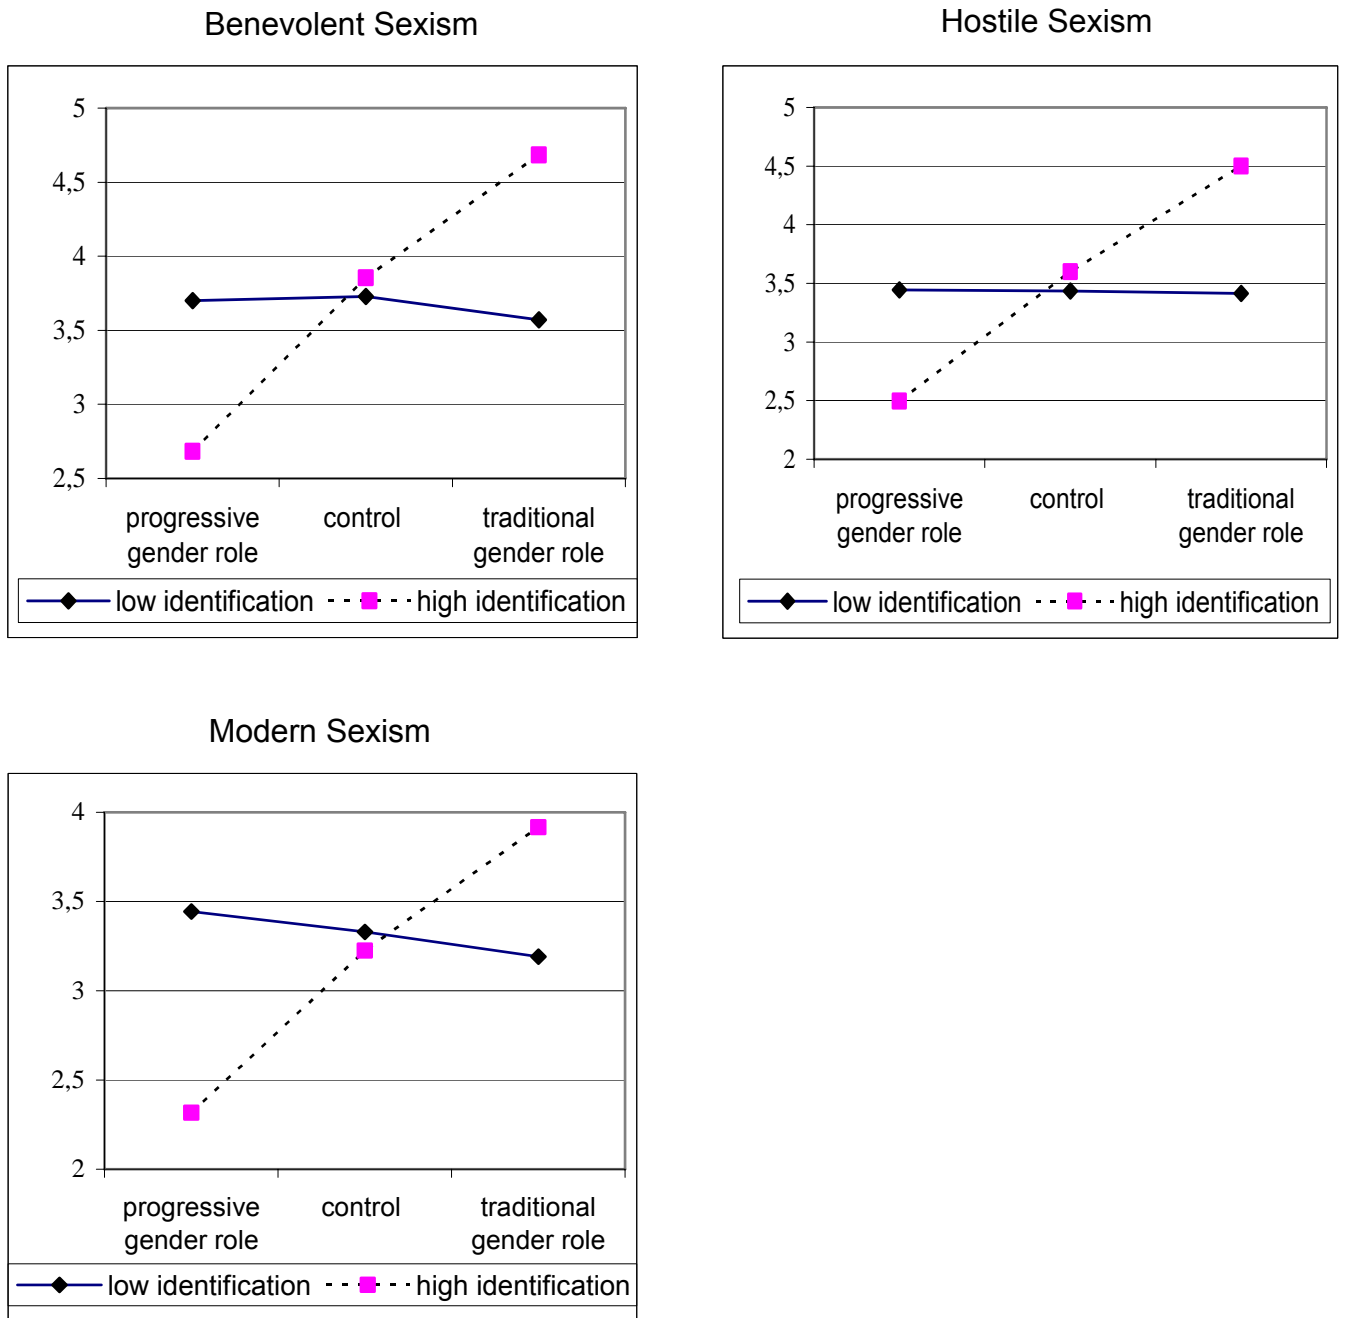 Benevolent Sexism
5
4,5
4
3,5
3
2,5
progressive gender role
control
traditional gender role
low identification
high identification
Hostile Sexism
5
4,5
4
3,5
3
2,5
2
progressive gender role
control
traditional gender role
low identification
high identification
Modern Sexism
4
3,5
3
2,5
2
progressive gender role
control
traditional gender role
low identification
high identification